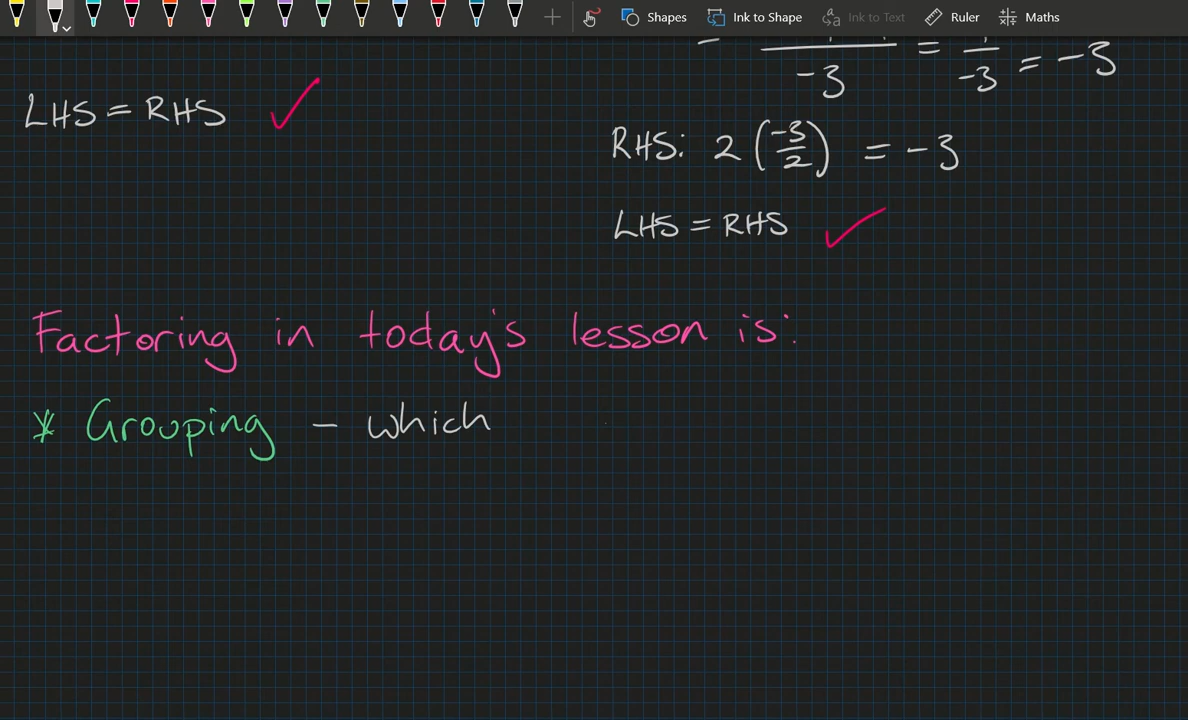 Shapes Ink to Shape Ink to Text Ruler Maths
-3 = -3 = -3
LHS = RHS ✓
RHS: 2 (-3/2) = -3
LHS = RHS ✓
Factoring in today's lesson is:
* Grouping - which